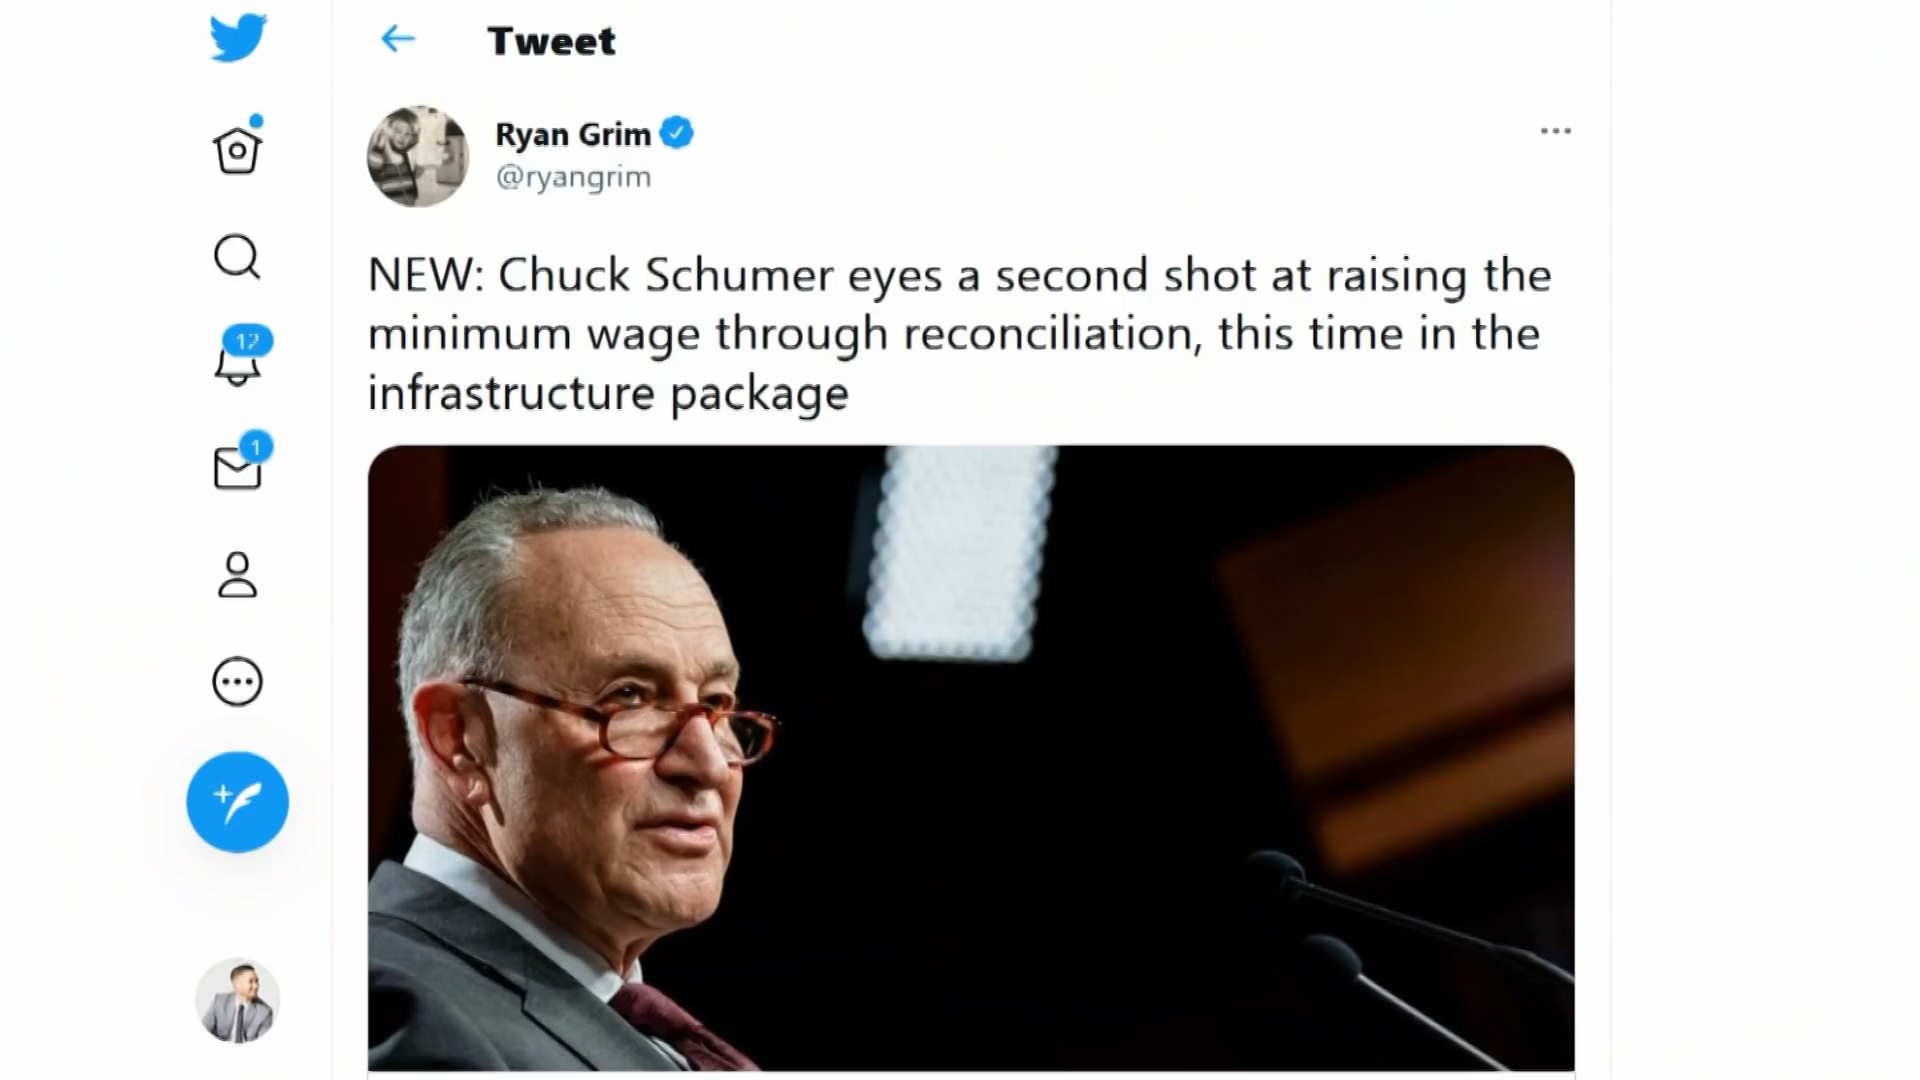 Tweet
Ryan Grim
@ryangrim
NEW: Chuck Schumer eyes a second shot at raising the
minimum wage through reconciliation, this time in the
infrastructure package
12
1